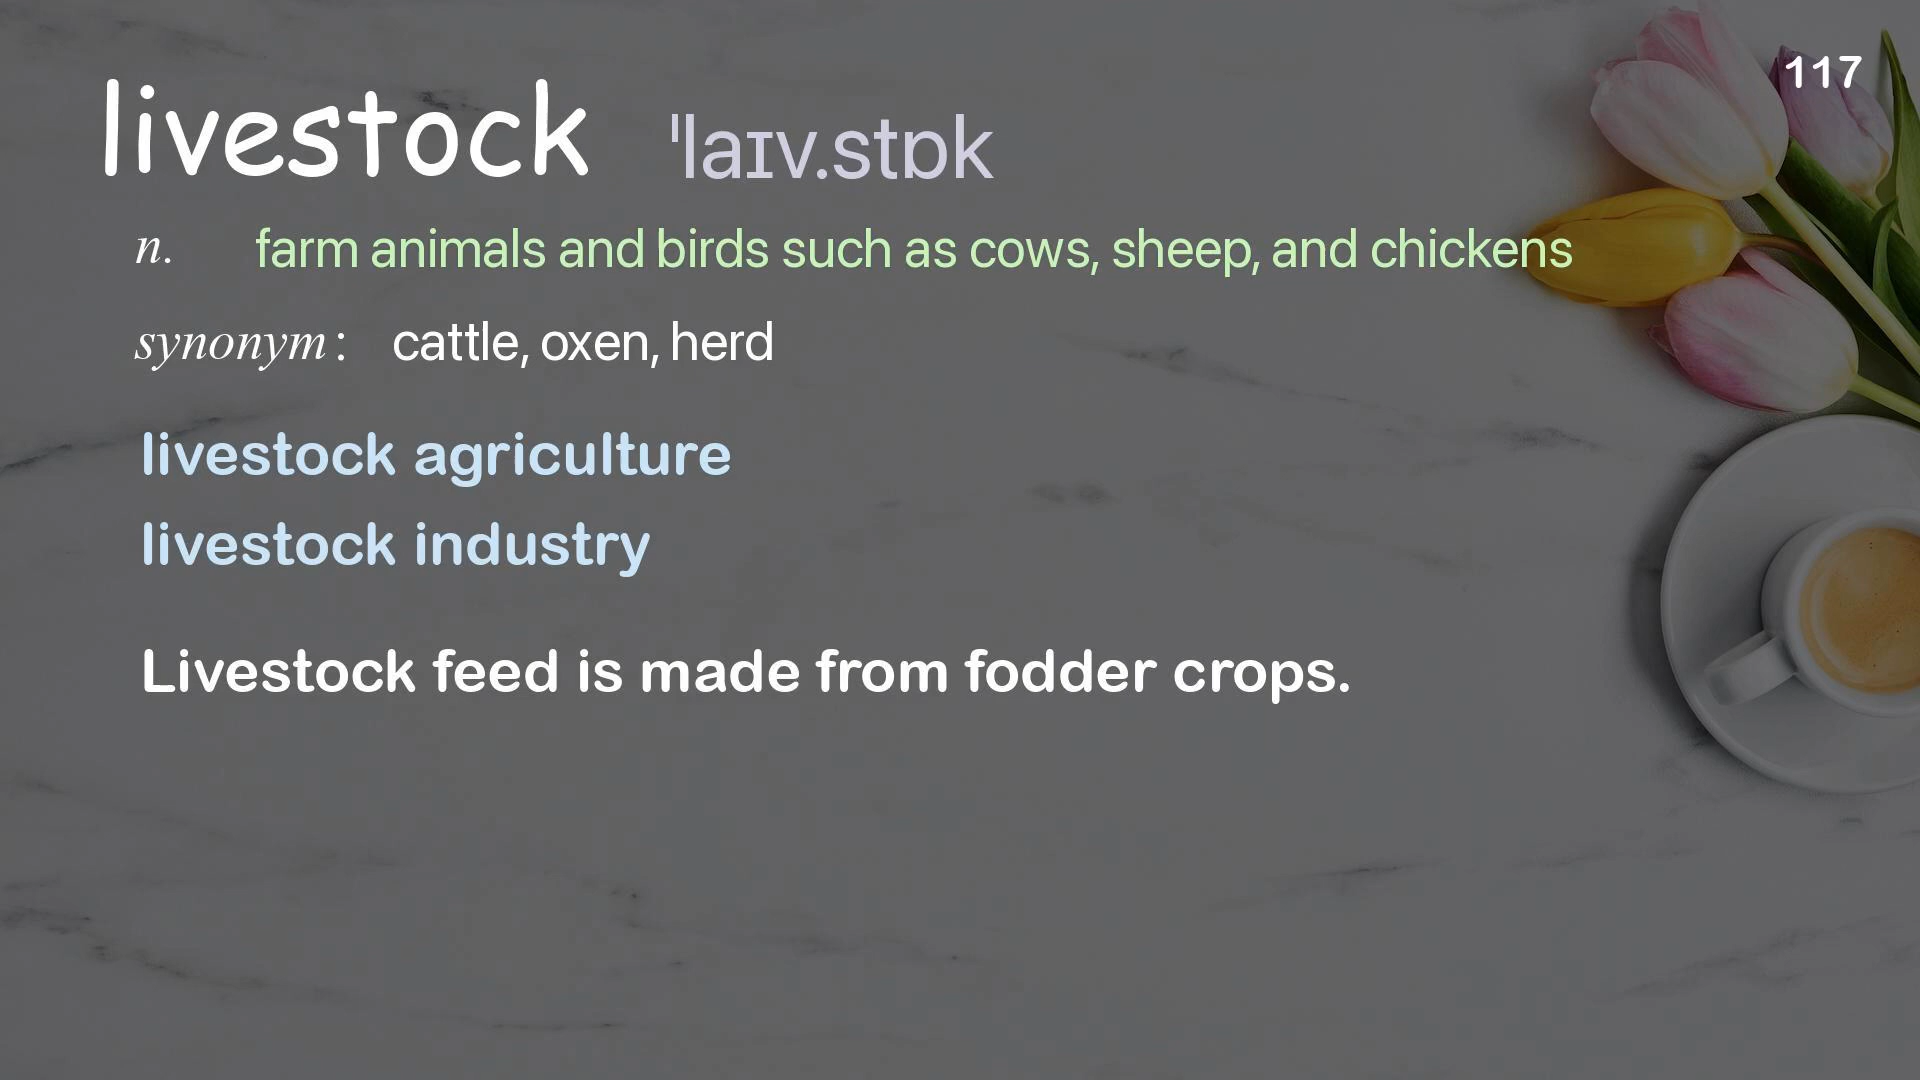 117
livestock ˈlaɪv.stɒk
n. farm animals and birds such as cows, sheep, and chickens
synonym: cattle, oxen, herd
livestock agriculture
livestock industry
Livestock feed is made from fodder crops.